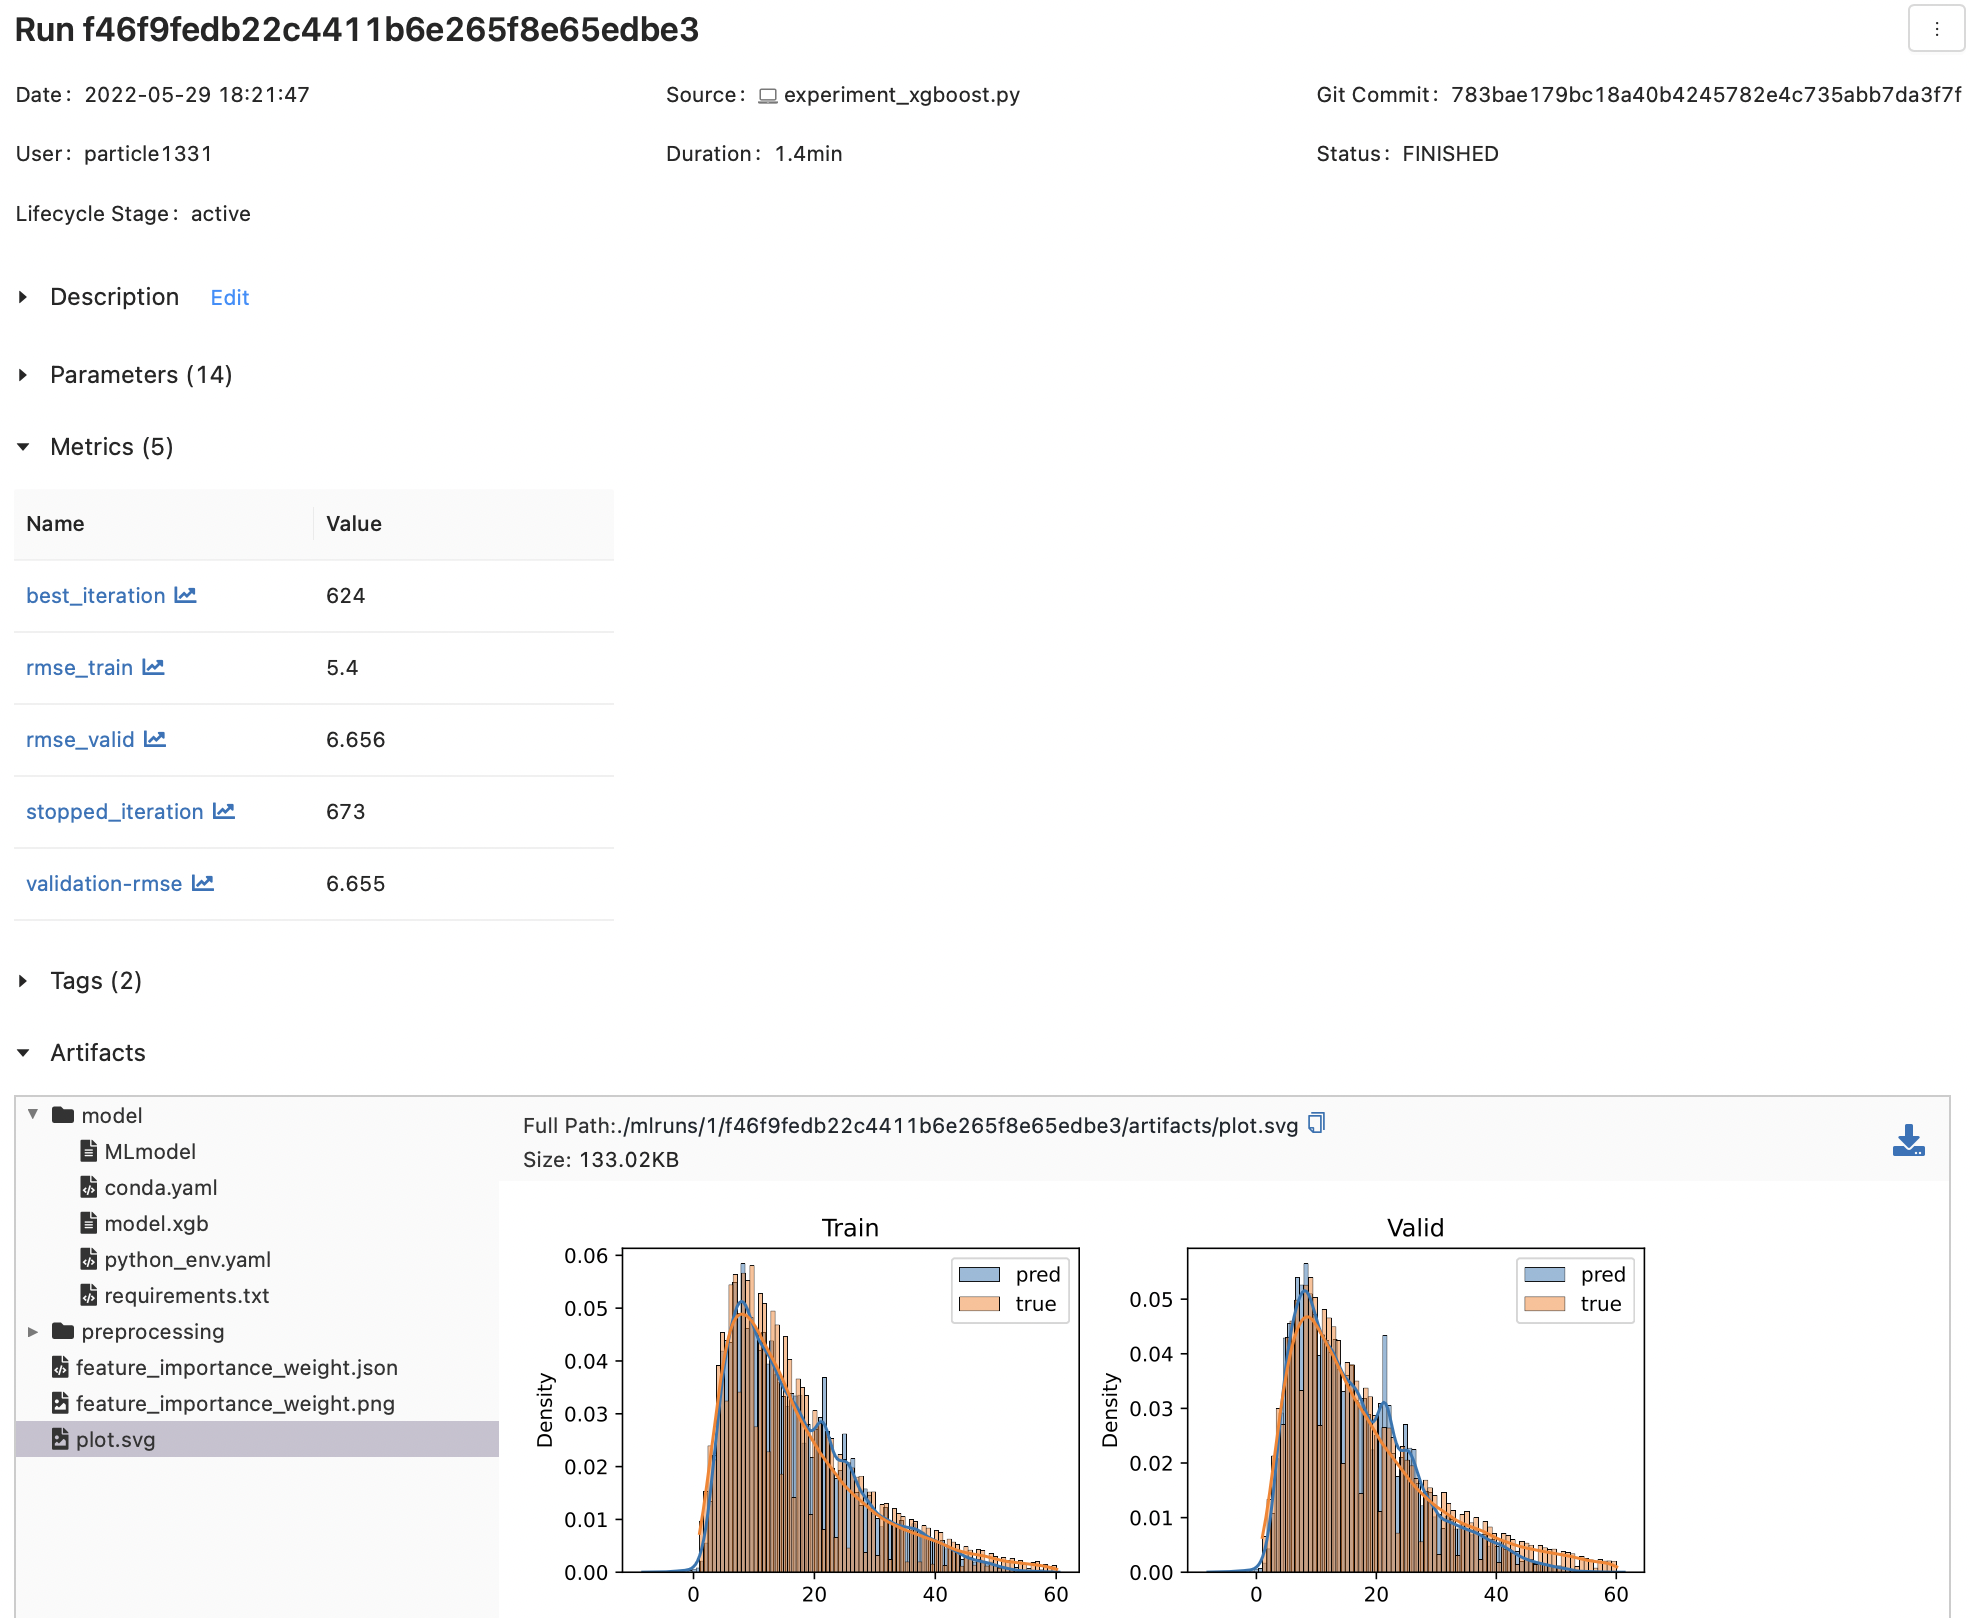 Run f46f9fedb22c4411b6e265f8e65edbe3
Date: 2022-05-29 18:21:47
Source: experiment_xgboost.py
Git Commit: 783bae179bc18a40b4245782e4c735abb7da3f7f
User: particle1331
Duration: 1.4min
Status: FINISHED
Lifecycle Stage: active
Description Edit
Parameters (14)
Metrics (5)
Name Value
best_iteration 624
rmse_train 5.4
rmse_valid 6.656
stopped_iteration 673
validation-rmse 6.655
Tags (2)
Artifacts
model
MLmodel
conda.yaml
model.xgb
python_env.yaml
requirements.txt
preprocessing
feature_importance_weight.json
feature_importance_weight.png
plot.svg
Full Path:./mlruns/1/f46f9fedb22c4411b6e265f8e65edbe3/artifacts/plot.svg
Size: 133.02KB
Train
pred
true
Density
0.06
0.05
0.04
0.03
0.02
0.01
0.00
0 20 40 60
Valid
pred
true
Density
0.05
0.04
0.03
0.02
0.01
0.00
0 20 40 60